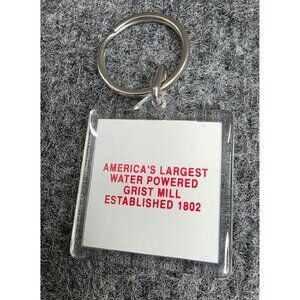 AMERICA'S LARGEST
WATER POWERED
GRIST MILL
ESTABLISHED 1802